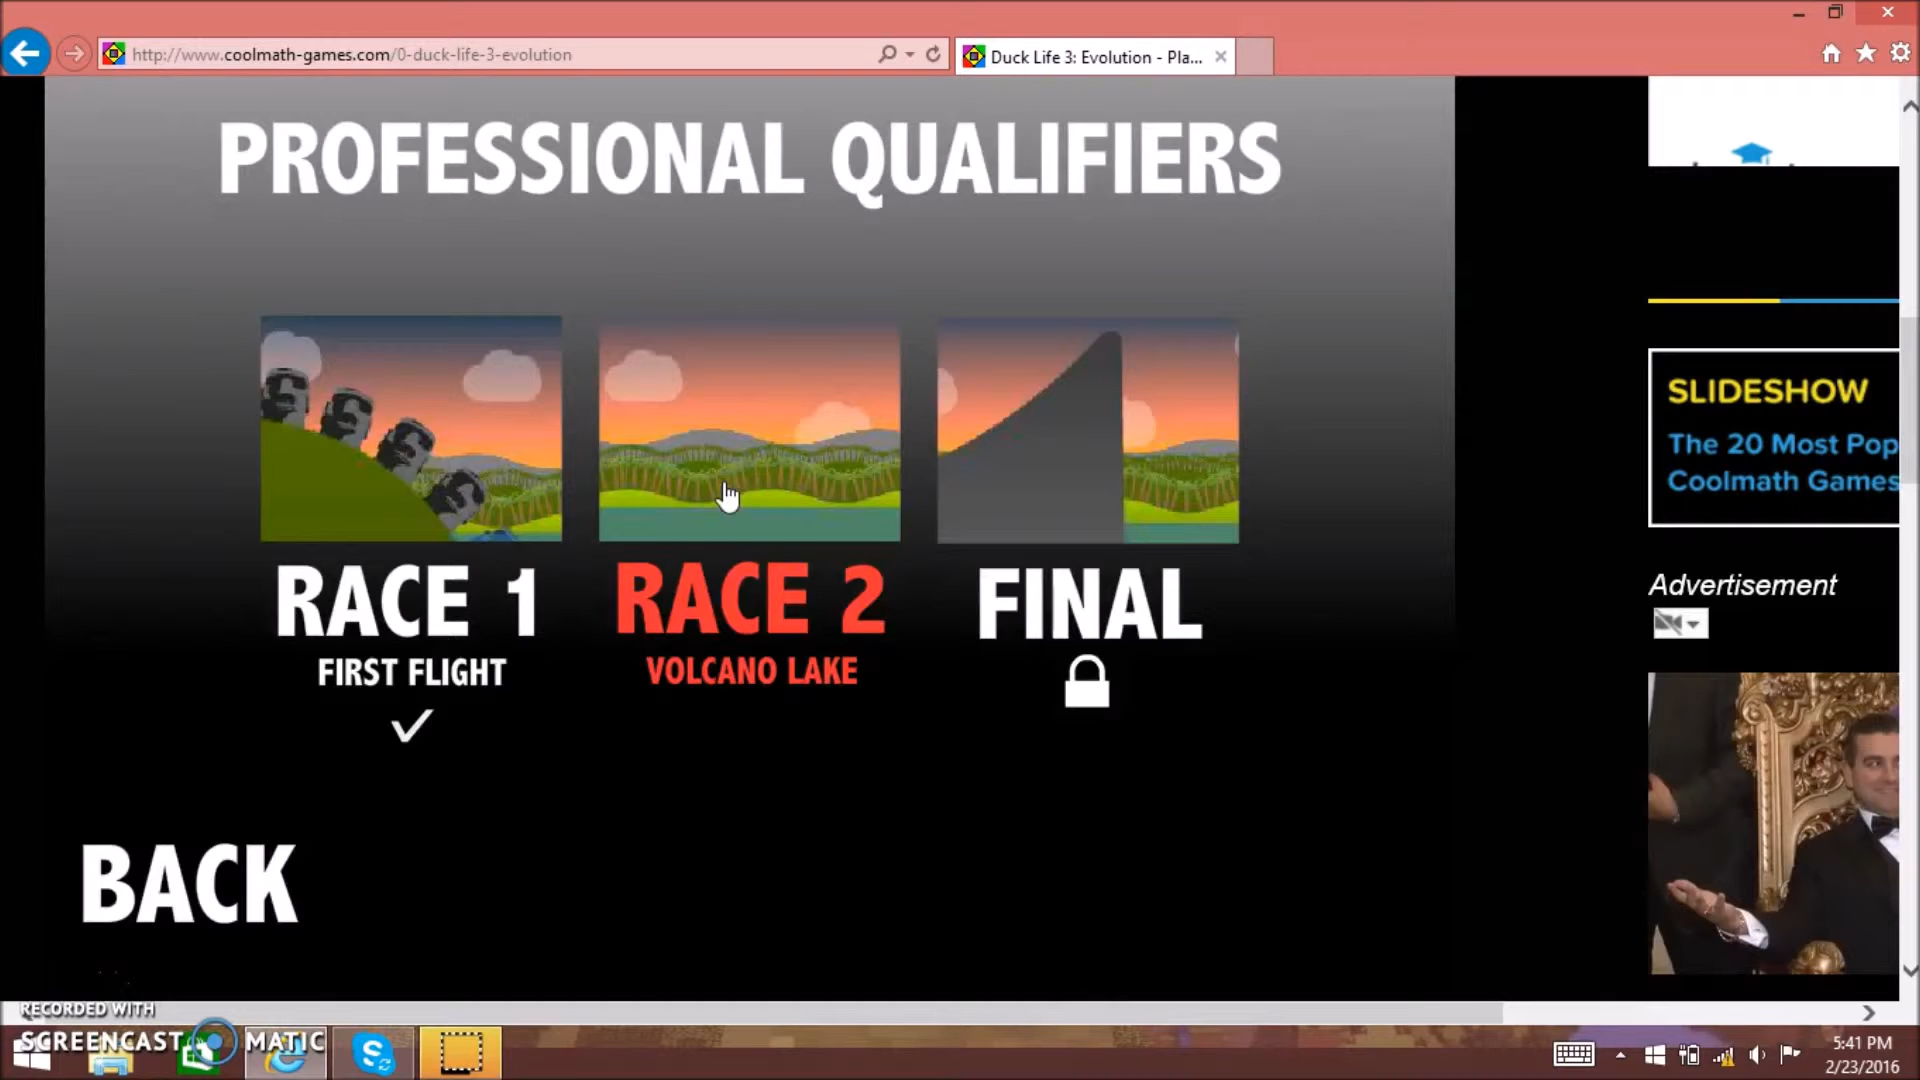 http://www.coolmath-games.com/0-duck-life-3-evolution
Duck Life 3: Evolution - Pla...
PROFESSIONAL QUALIFIERS
RACE 1
FIRST FLIGHT
RACE 2
VOLCANO LAKE
FINAL
BACK
SLIDESHOW
The 20 Most Pop
Coolmath Games
Advertisement
RECORDED WITH
SCREENCAST MATIC
5:41 PM
2/23/2016